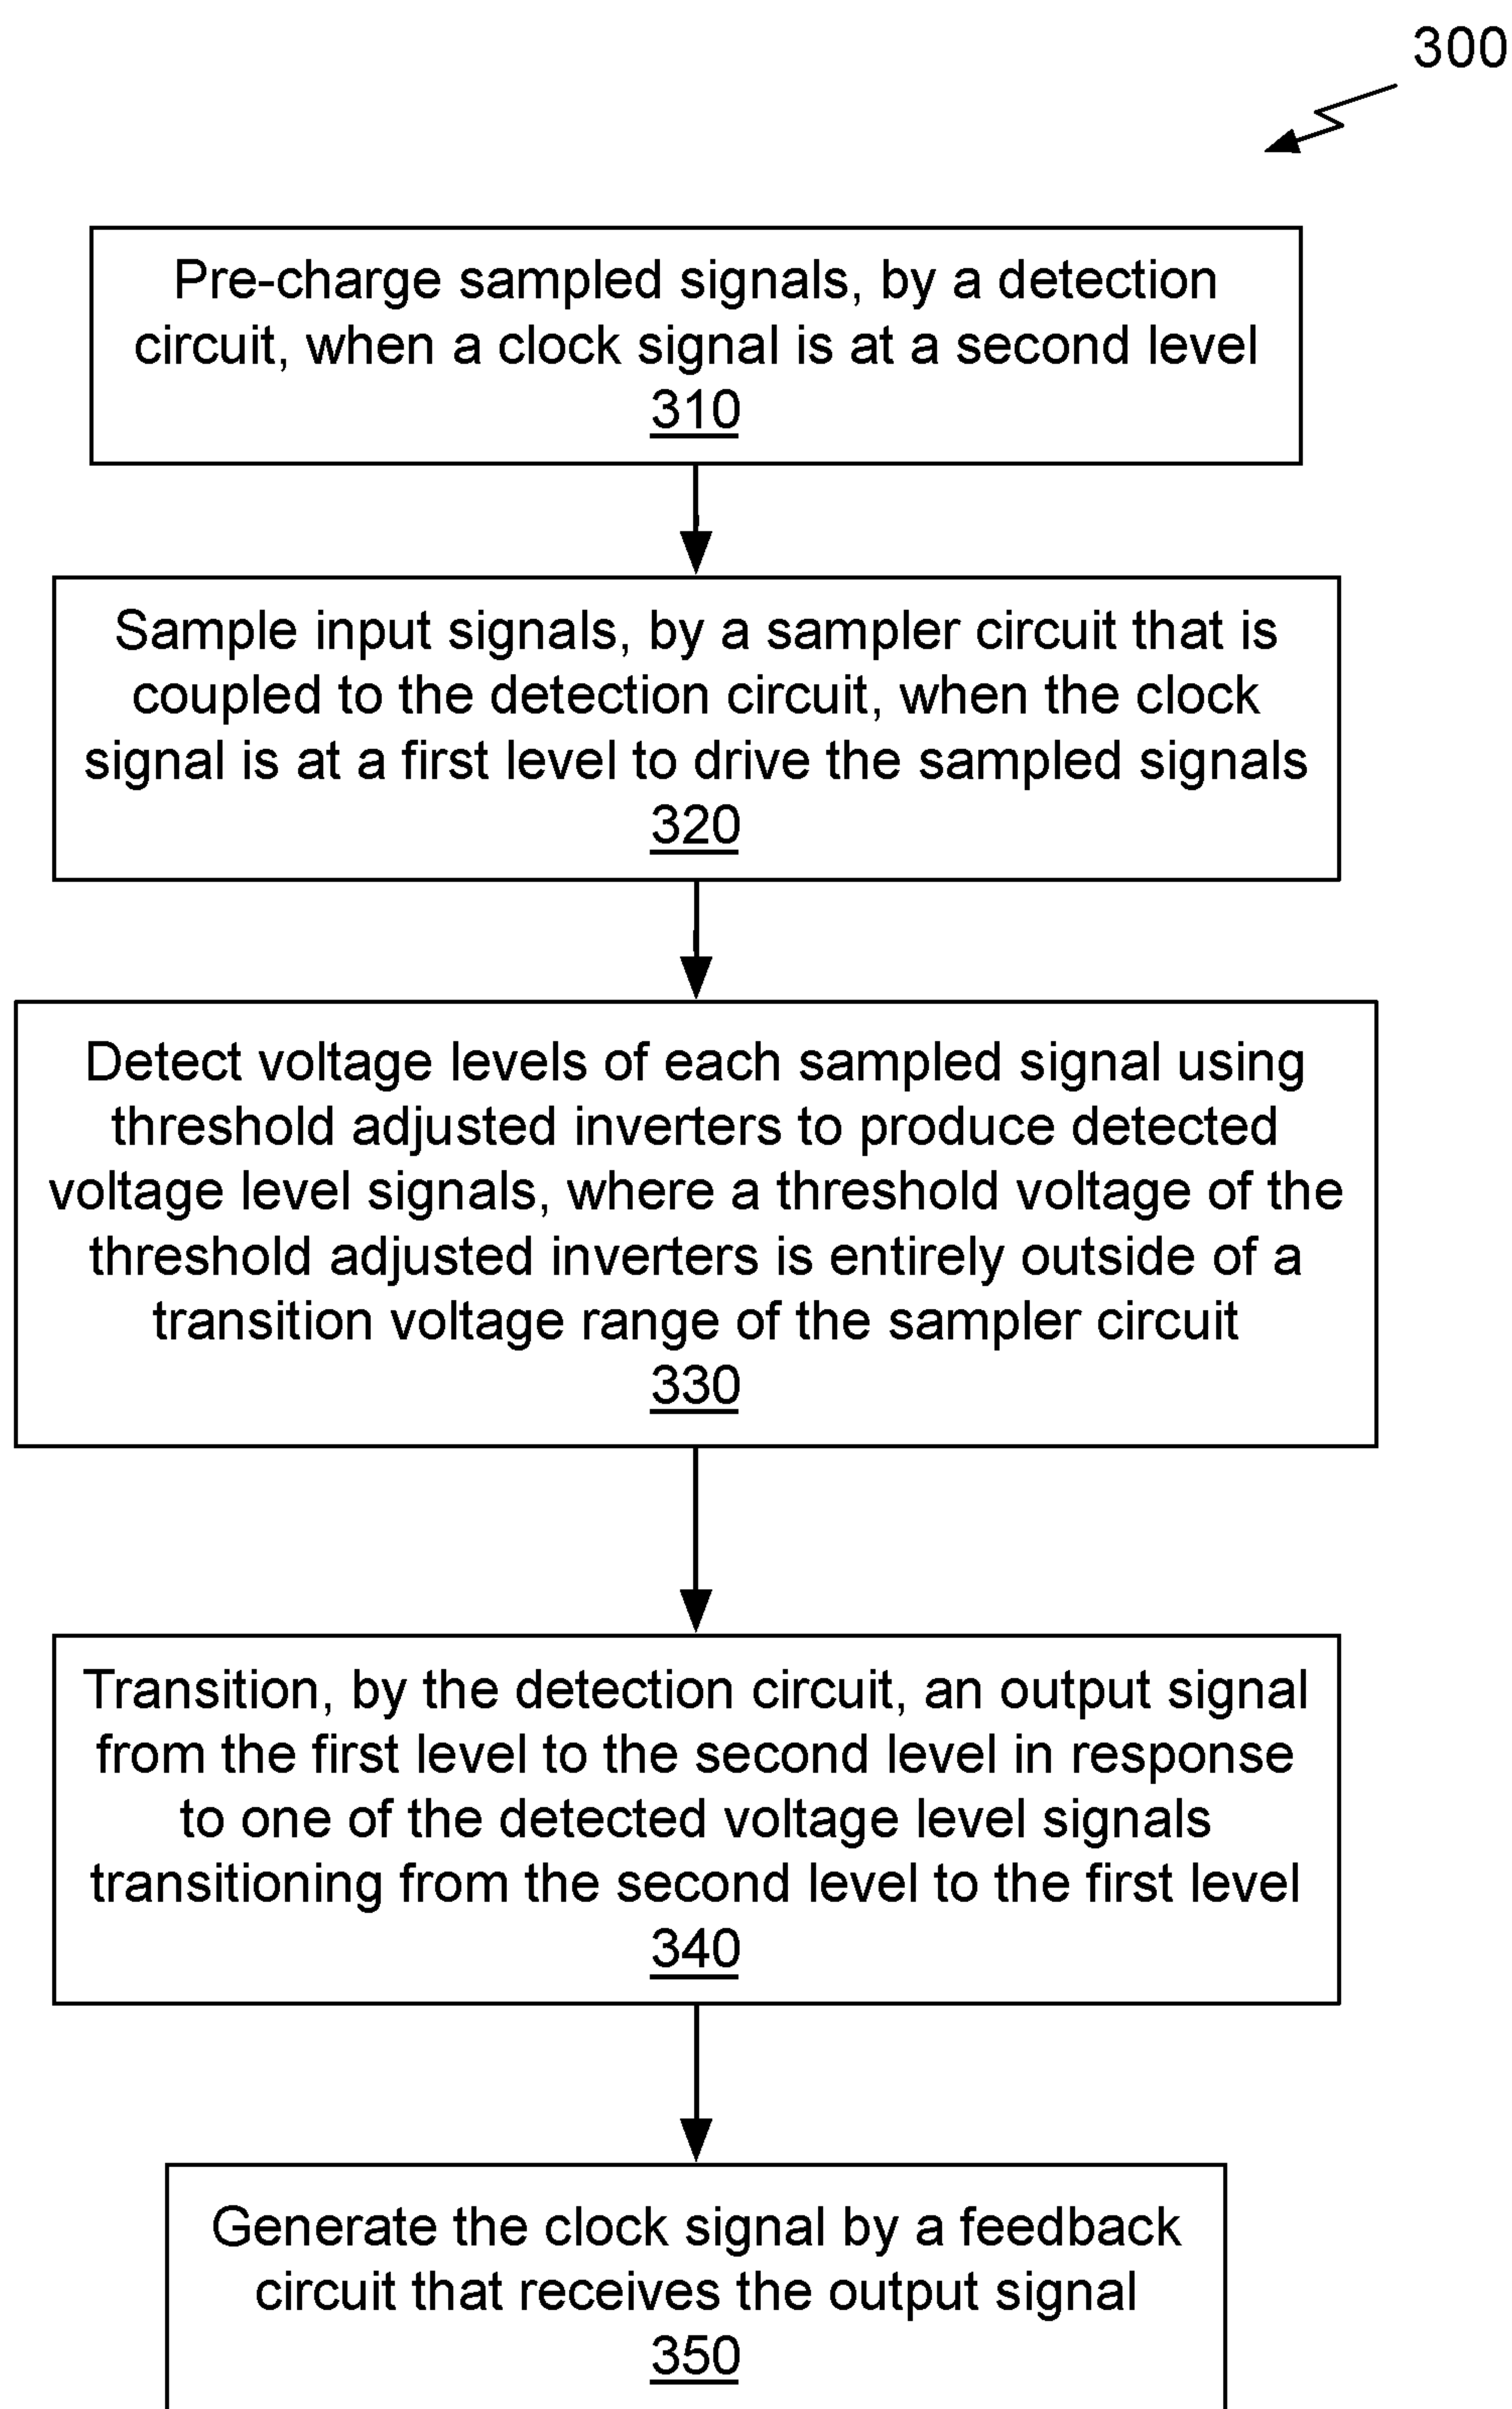 300
Pre-charge sampled signals, by a detection
circuit, when a clock signal is at a second level
310
Sample input signals, by a sampler circuit that is
coupled to the detection circuit, when the clock
signal is at a first level to drive the sampled signals
320
Detect voltage levels of each sampled signal using
threshold adjusted inverters to produce detected
voltage level signals, where a threshold voltage of the
threshold adjusted inverters is entirely outside of a
transition voltage range of the sampler circuit
330
Transition, by the detection circuit, an output signal
from the first level to the second level in response
to one of the detected voltage level signals
transitioning from the second level to the first level
340
Generate the clock signal by a feedback
circuit that receives the output signal
350